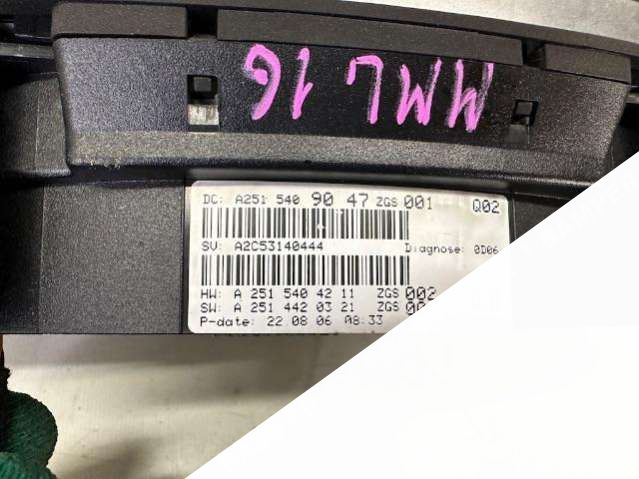 MML 16
DC: A251 540 90 47 ZGS 001 Q02
SV: A2C53140444 Diagnose: 0D06
HW: A 251 540 42 11 ZGS 002
SW: A 251 442 03 21 ZGS
P-date: 22 08 06 08:33